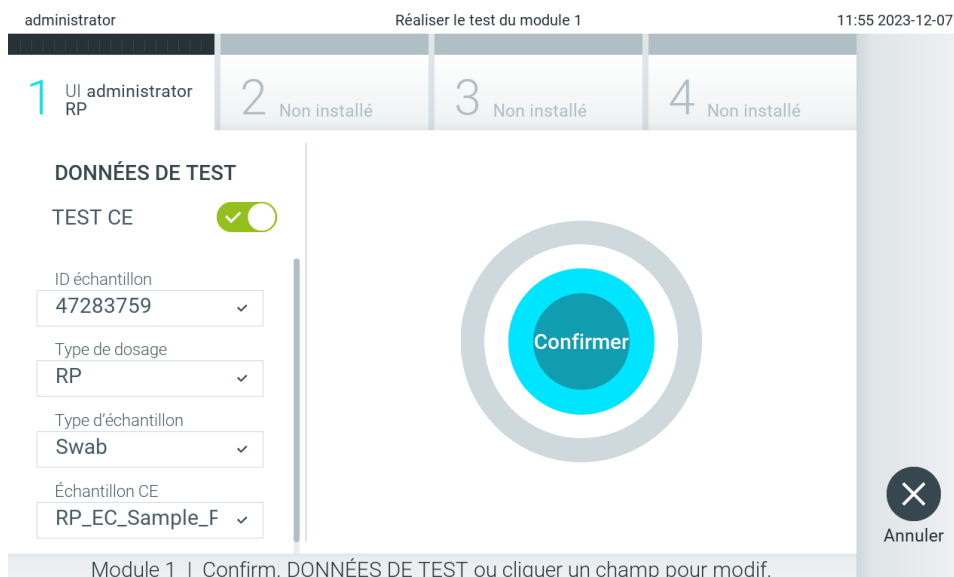 administrator Réaliser le test du module 1 11:55 2023-12-07
1 UI administrator
RP
2 Non installé
3 Non installé
4 Non installé
DONNÉES DE TEST
TEST CE
ID échantillon
47283759
Type de dosage
RP
Type d'échantillon
Swab
Échantillon CE
RP_EC_Sample_
Confirmer
Annuler
Module 1 | Confirm. DONNÉES DE TEST ou cliquer un champ pour modif.